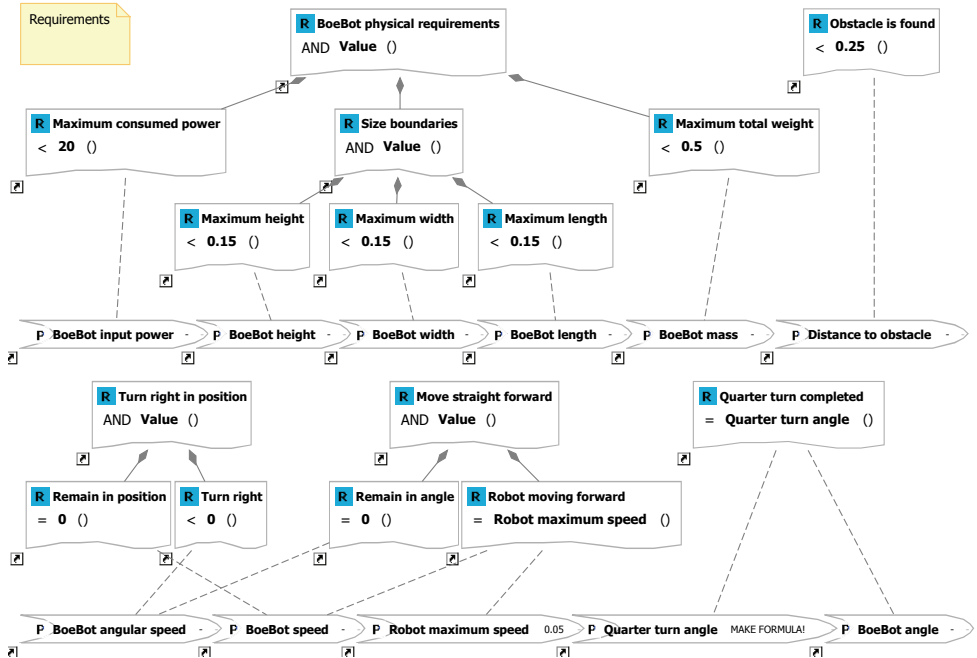 Requirements
R BoeBot physical requirements
AND Value ()
R Obstacle is found
< 0.25 ()
R Maximum consumed power
< 20 ()
R Size boundaries
AND Value ()
R Maximum total weight
< 0.5 ()
R Maximum height
< 0.15 ()
R Maximum width
< 0.15 ()
R Maximum length
< 0.15 ()
P BoeBot input power - -
P BoeBot height - -
P BoeBot width - -
P BoeBot length - -
P BoeBot mass - -
P Distance to obstacle - -
R Turn right in position
AND Value ()
R Move straight forward
AND Value ()
R Quarter turn completed
= Quarter turn angle ()
R Remain in position
= 0 ()
R Turn right
< 0 ()
R Remain in angle
= 0 ()
R Robot moving forward
= Robot maximum speed ()
P BoeBot angular speed - -
P BoeBot speed - -
P Robot maximum speed 0.05
P Quarter turn angle MAKE FORMULA!
P BoeBot angle - -